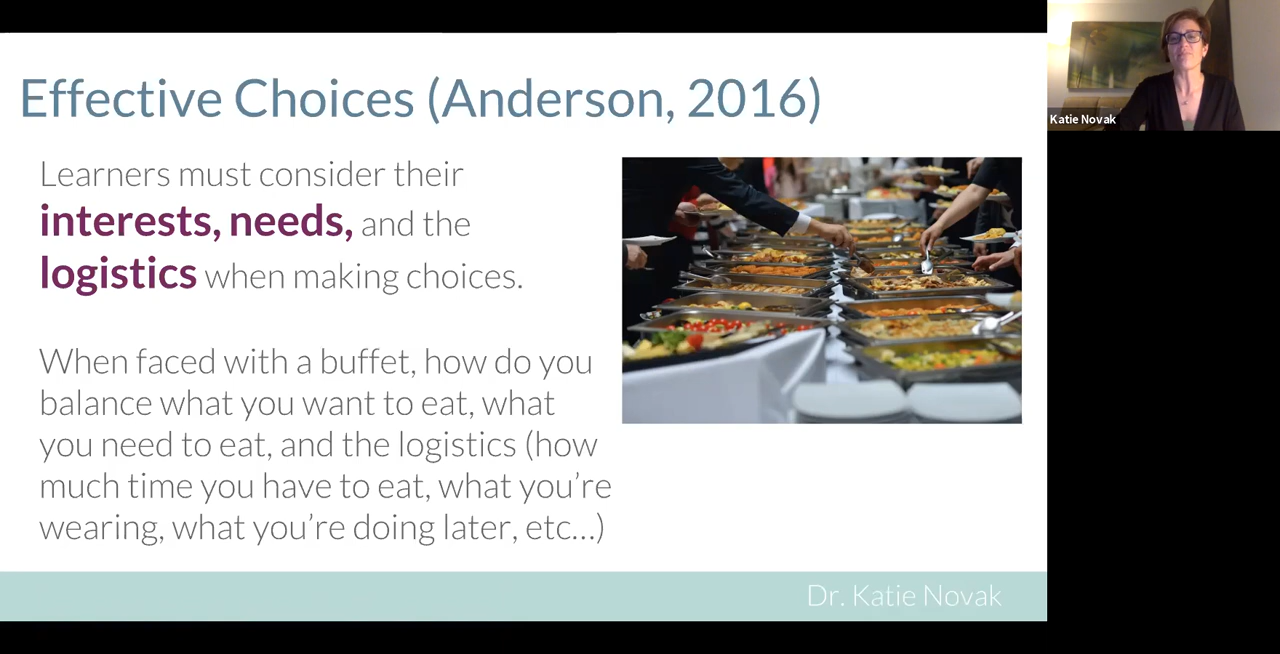 Effective Choices (Anderson, 2016)
Learners must consider their
interests, needs, and the
logistics when making choices.
When faced with a buffet, how do you
balance what you want to eat, what
you need to eat, and the logistics (how
much time you have to eat, what you're
wearing, what you're doing later, etc...)
Dr. Katie Novak
Katie Novak